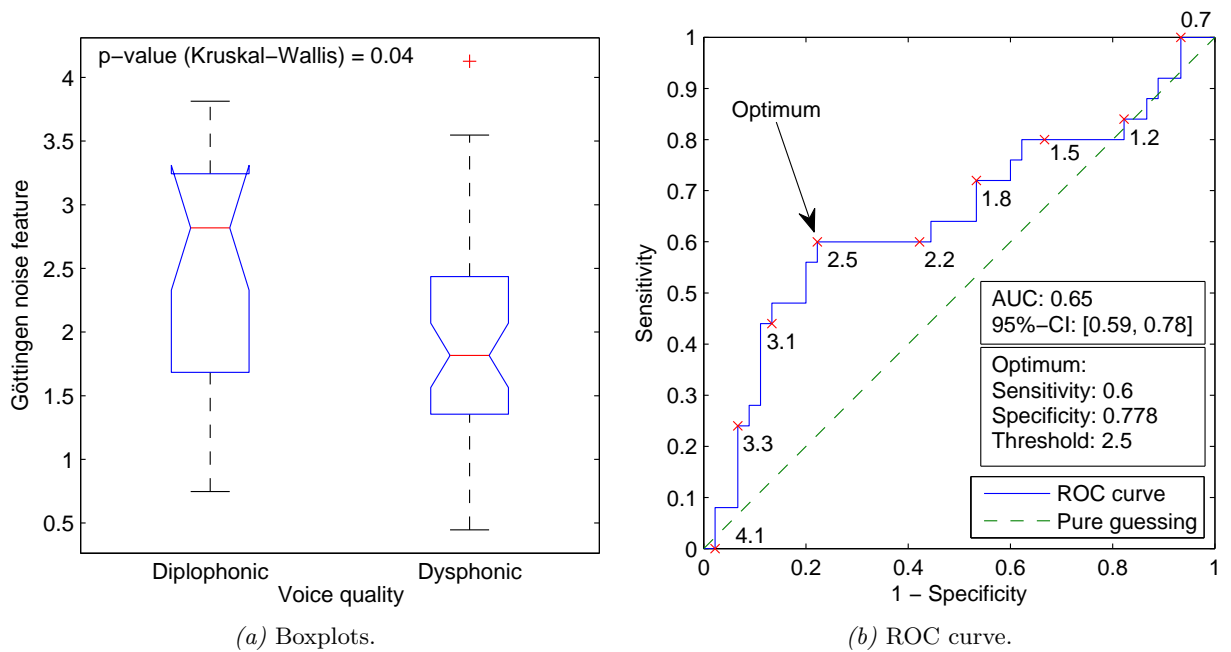 p−value (Kruskal−Wallis) = 0.04
4
3.5
3
2.5
2
1.5
1
0.5
Göttingen noise feature
Diplophonic
Dysphonic
Voice quality
(a) Boxplots.
0.7
1
0.9
0.8
0.7
0.6
0.5
0.4
0.3
0.2
0.1
0
Sensitivity
Optimum
1.2
1.5
1.8
2.5
2.2
3.1
3.3
4.1
AUC: 0.65
95%−CI: [0.59, 0.78]
Optimum:
Sensitivity: 0.6
Specificity: 0.778
Threshold: 2.5
ROC curve
Pure guessing
0
0.2
0.4
0.6
0.8
1
1 − Specificity
(b) ROC curve.